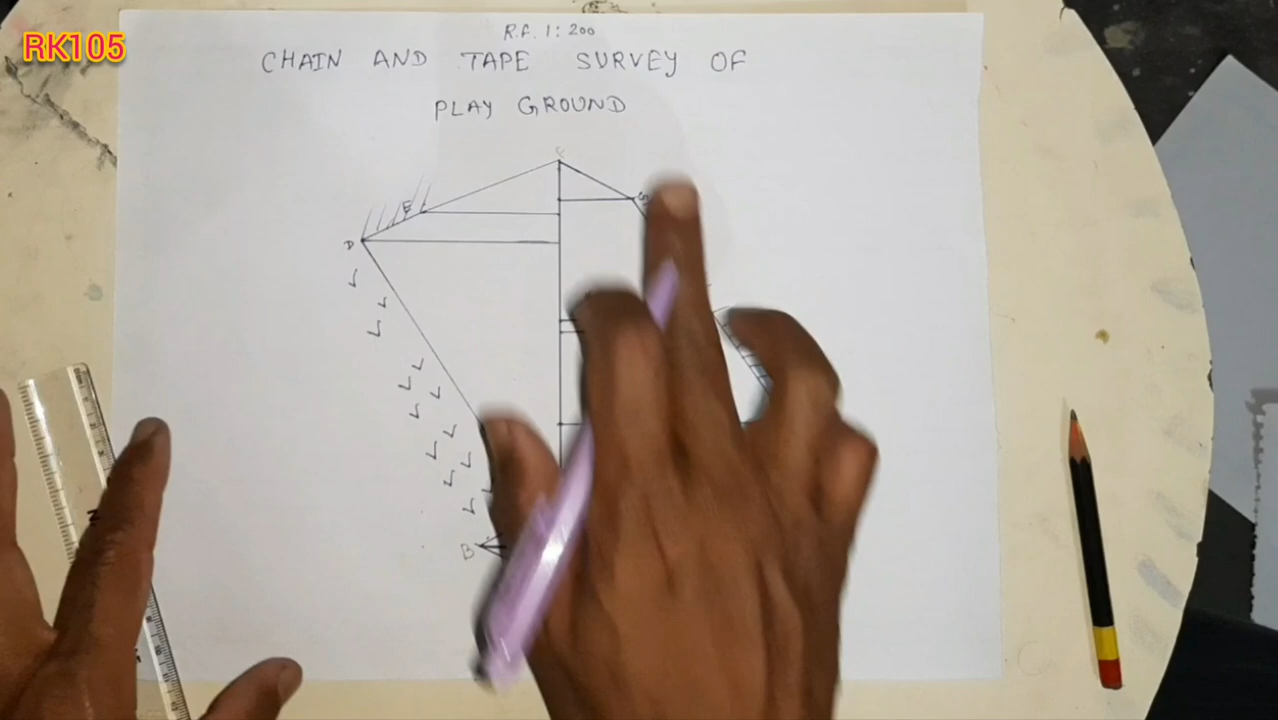 RK105
R.F. 1:200
CHAIN AND TAPE SURVEY OF
PLAY GROUND
E
D
B